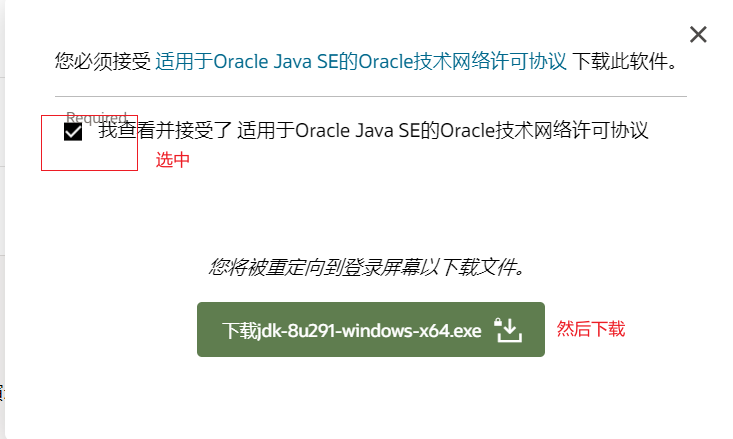 您必须接受 适用于Oracle Java SE的Oracle技术网络许可协议 下载此软件。
Required
我查看并接受了 适用于Oracle Java SE的Oracle技术网络许可协议
选中
您将被重定向到登录屏幕以下载文件。
下载jdk-8u291-windows-x64.exe
然后下载